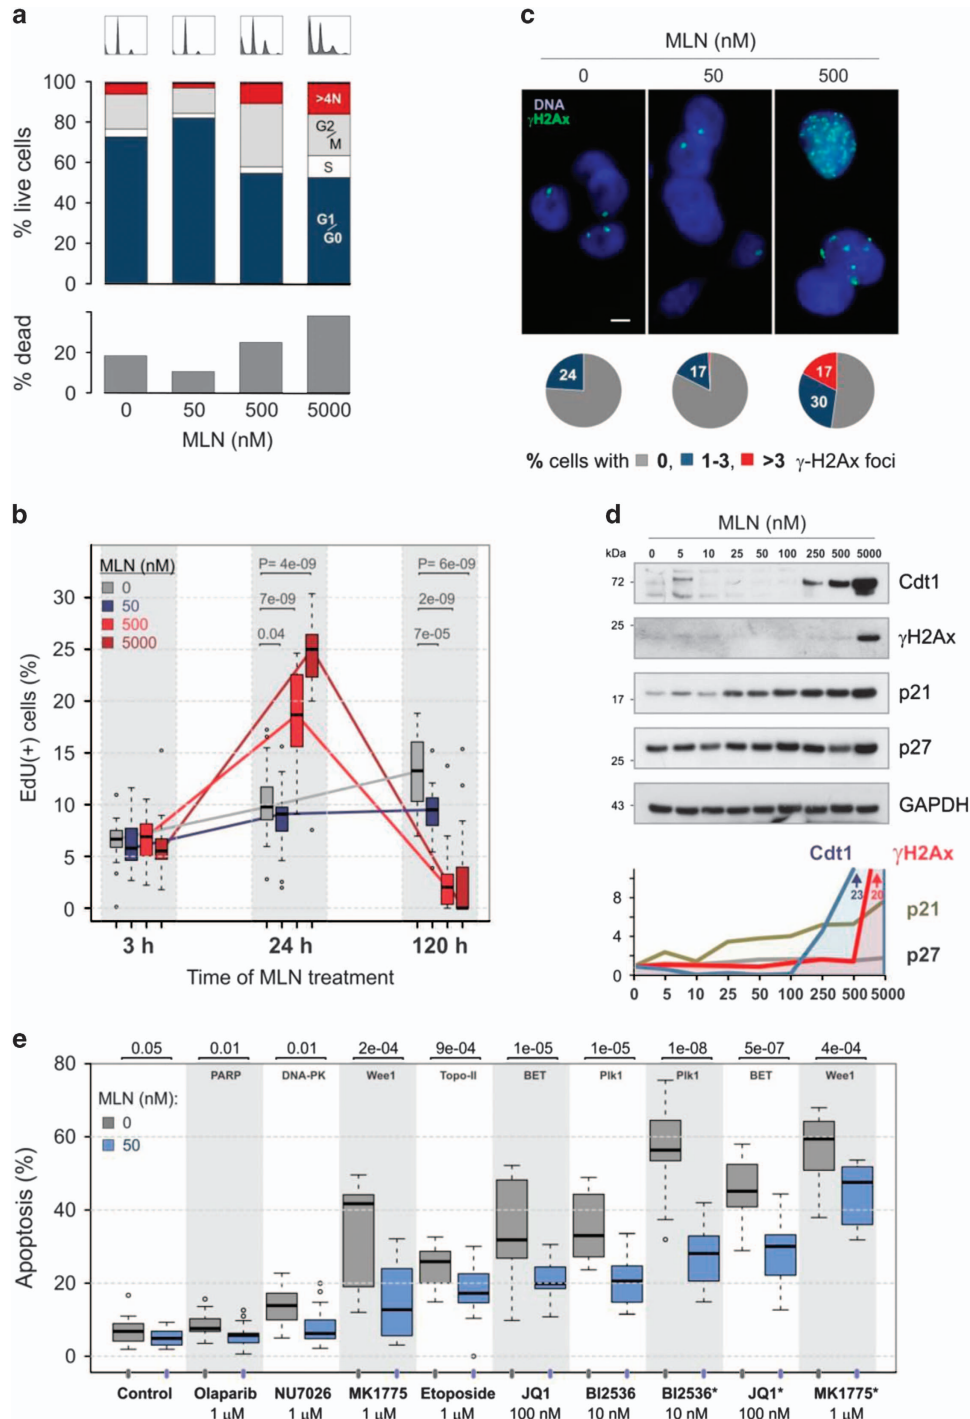 a
100
80
60
40
20
0
% live cells
>4N
G2/M
S
G1/G0
% dead
20
0
0 50 500 5000
MLN (nM)
c
MLN (nM)
0 50 500
DNA
γH2Ax
24
17
17
30
% cells with 0, 1-3, >3 γ-H2Ax foci
b
MLN (nM)
0
50
500
5000
P= 4e-09
7e-09
0.04
P= 6e-09
2e-09
7e-05
EdU(+) cells (%)
30
25
20
15
10
5
0
3 h 24 h 120 h
Time of MLN treatment
d
MLN (nM)
kDa 0 5 10 25 50 100 250 500 5000
72 Cdt1
25 γH2Ax
17 p21
25 p27
43 GAPDH
Cdt1 γH2Ax
23 20
p21
p27
8
4
0
0 5 10 25 50 100 250 500 5000
e
0.05 0.01 0.01 2e-04 9e-04 1e-05 1e-05 1e-08 5e-07 4e-04
PARP DNA-PK Wee1 Topo-II BET Plk1 Plk1 BET Wee1
MLN (nM):
0
50
Apoptosis (%)
80
60
40
20
0
Control Olaparib NU7026 MK1775 Etoposide JQ1 BI2536 BI2536* JQ1* MK1775*
1 μM 1 μM 1 μM 1 μM 100 nM 10 nM 10 nM 100 nM 1 μM